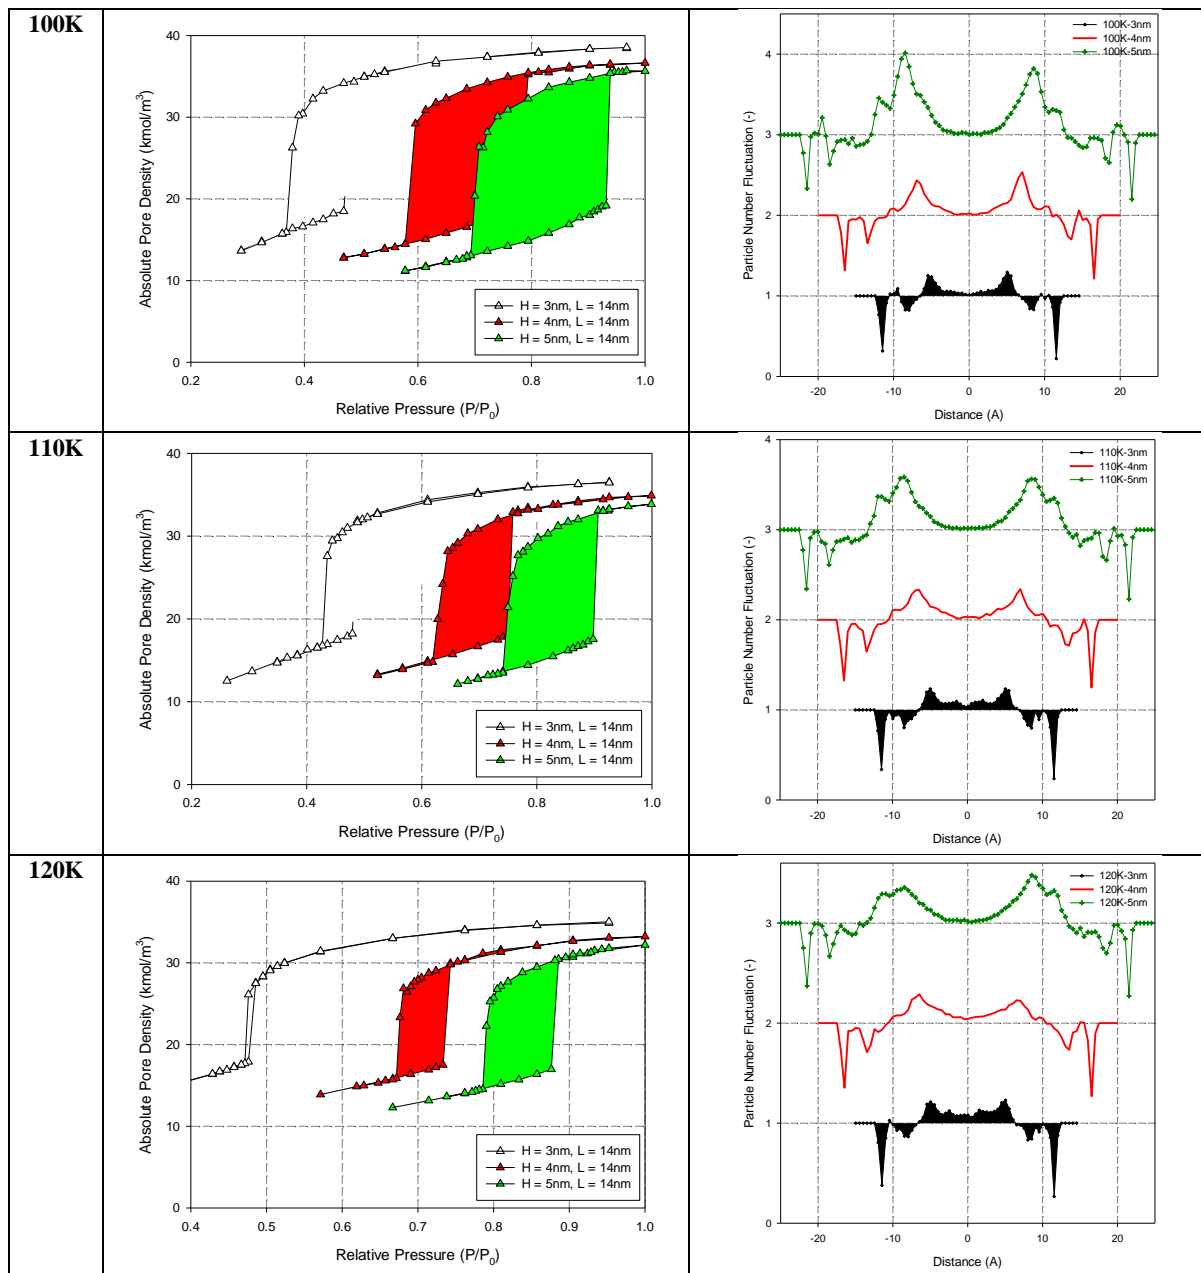 100K
40
30
20
10
0
Absolute Pore Density (kmol/m3)
H = 3nm, L = 14nm
H = 4nm, L = 14nm
H = 5nm, L = 14nm
0.2 0.4 0.6 0.8 1.0
Relative Pressure (P/P0)
4
3
2
1
0
Particle Number Fluctuation (-)
100K-3nm
100K-4nm
100K-5nm
-20 -10 0 10 20
Distance (A)
110K
40
30
20
10
0
Absolute Pore Density (kmol/m3)
H = 3nm, L = 14nm
H = 4nm, L = 14nm
H = 5nm, L = 14nm
0.2 0.4 0.6 0.8 1.0
Relative Pressure (P/P0)
4
3
2
1
0
Particle Number Fluctuation (-)
110K-3nm
110K-4nm
110K-5nm
-20 -10 0 10 20
Distance (A)
120K
40
30
20
10
0
Absolute Pore Density (kmol/m3)
H = 3nm, L = 14nm
H = 4nm, L = 14nm
H = 5nm, L = 14nm
0.4 0.5 0.6 0.7 0.8 0.9 1.0
Relative Pressure (P/P0)
3
2
1
0
Particle Number Fluctuation (-)
120K-3nm
120K-4nm
120K-5nm
-20 -10 0 10 20
Distance (A)